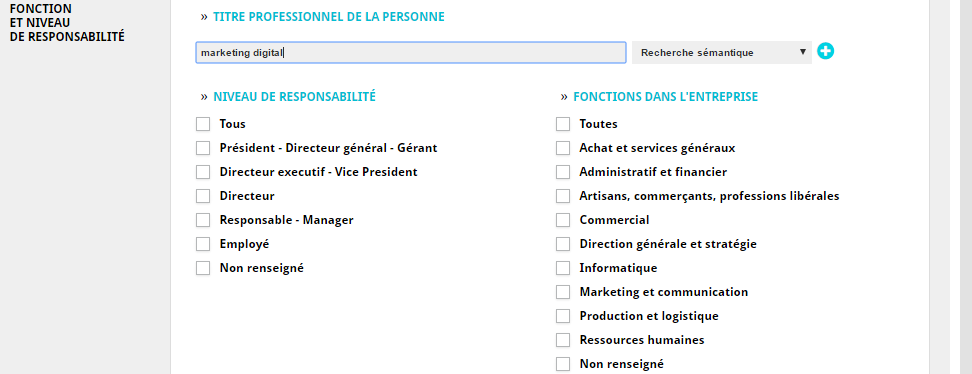 FONCTION
ET NIVEAU
DE RESPONSABILITÉ
» TITRE PROFESSIONNEL DE LA PERSONNE
marketing digital
Recherche sémantique
» NIVEAU DE RESPONSABILITÉ
Tous
Président - Directeur général - Gérant
Directeur executif - Vice President
Directeur
Responsable - Manager
Employé
Non renseigné
» FONCTIONS DANS L'ENTREPRISE
Toutes
Achat et services généraux
Administratif et financier
Artisans, commerçants, professions libérales
Commercial
Direction générale et stratégie
Informatique
Marketing et communication
Production et logistique
Ressources humaines
Non renseigné